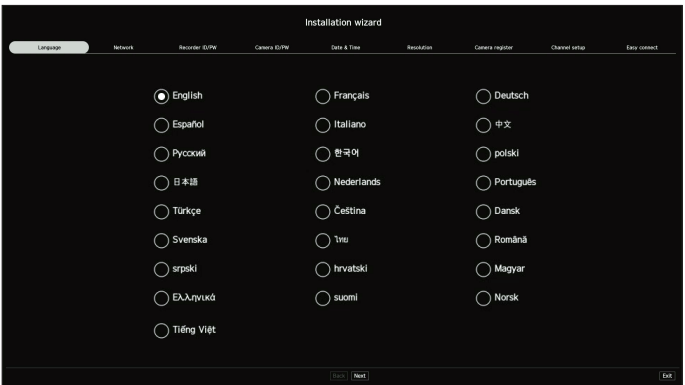 Installation wizard
Language Network Recorder ID/PW Camera ID/PW Date & Time Resolution Camera register Channel setup Easy connect
English Français Deutsch
Español Italiano 中文
Русский 한국어 polski
日本語 Nederlands Português
Türkçe Čeština Dansk
Svenska ไทย Română
srpski hrvatski Magyar
Ελληνικά suomi Norsk
Tiếng Việt
Back Next Exit